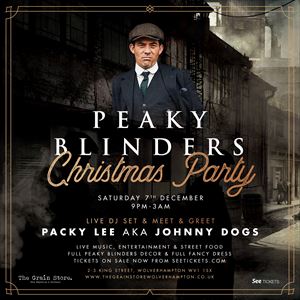 PEAKY
BLINDERS
Christmas Party
SATURDAY 7TH DECEMBER
9PM-3AM
LIVE DJ SET & MEET & GREET
PACKY LEE AKA JOHNNY DOGS
LIVE MUSIC, ENTERTAINMENT & STREET FOOD
FULL PEAKY BLINDERS DECOR & FULL FANCY DRESS
TICKETS ON SALE NOW FROM SEETICKETS.COM
2-3 KING STREET, WOLVERHAMPTON WV1 1SX
WWW.THEGRAINSTOREWOLVERHAMPTON.CO.UK
The Grain Store.
See TICKETS